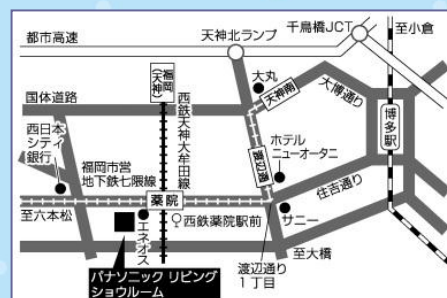 千鳥橋JCT
至小倉
都市高速
天神北ランプ
大丸
天神南
大博通り
福岡
(天神)
国体道路
西鉄天神大牟田線
博多駅
西日本
シティ
銀行
渡辺通
ホテル
ニューオータニ
福岡市営
地下鉄七隈線
住吉通り
薬院
至六本松
エネオス
西鉄薬院駅前
サニー
至大橋
渡辺通り
1丁目
パナソニック リビング
ショウルーム